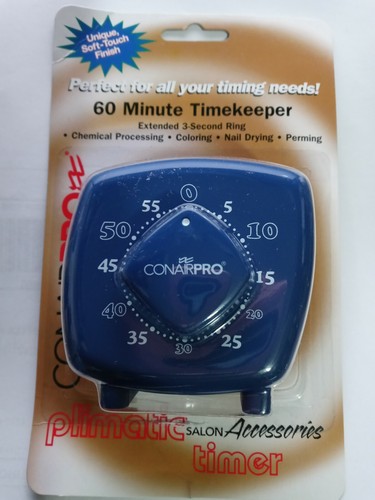 Unique,
Soft-Touch
Finish
Perfect for all your timing needs!
60 Minute Timekeeper
Extended 3-Second Ring
• Chemical Processing • Coloring • Nail Drying • Perming
CONAIRPRO
0
5
10
15
20
25
30
35
40
45
50
55
CONAIRPRO®
plimatic SALON Accessories
timer